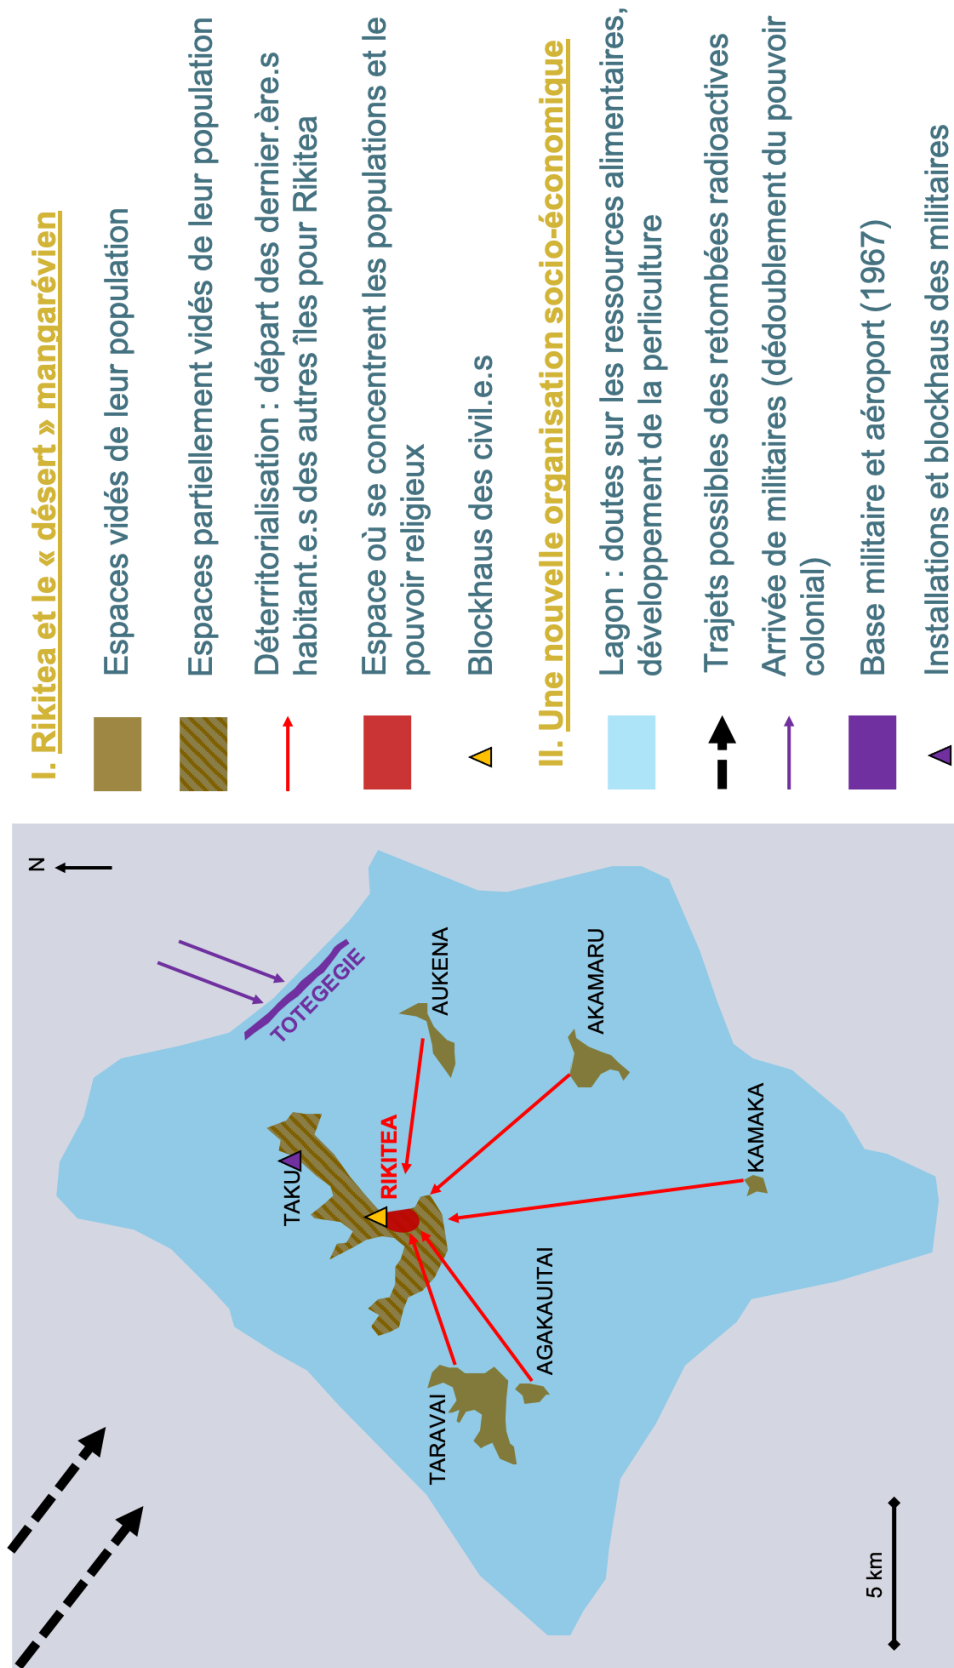 N
TOTEGEGIE
TAKU
AUKENA
RIKITEA
TARAVAI
AGAKAUITAI
AKAMARU
KAMAKA
5 km
I. Rikitea et le « désert » mangarévien
Espaces vidés de leur population
Espaces partiellement vidés de leur population
Déterritorialisation : départ des dernier.ère.s
habitant.e.s des autres îles pour Rikitea
Espace où se concentrent les populations et le
pouvoir religieux
Blockhaus des civil.e.s
II. Une nouvelle organisation socio-économique
Lagon : doutes sur les ressources alimentaires,
développement de la perliculture
Trajets possibles des retombées radioactives
Arrivée de militaires (dédoublement du pouvoir
colonial)
Base militaire et aéroport (1967)
Installations et blockhaus des militaires